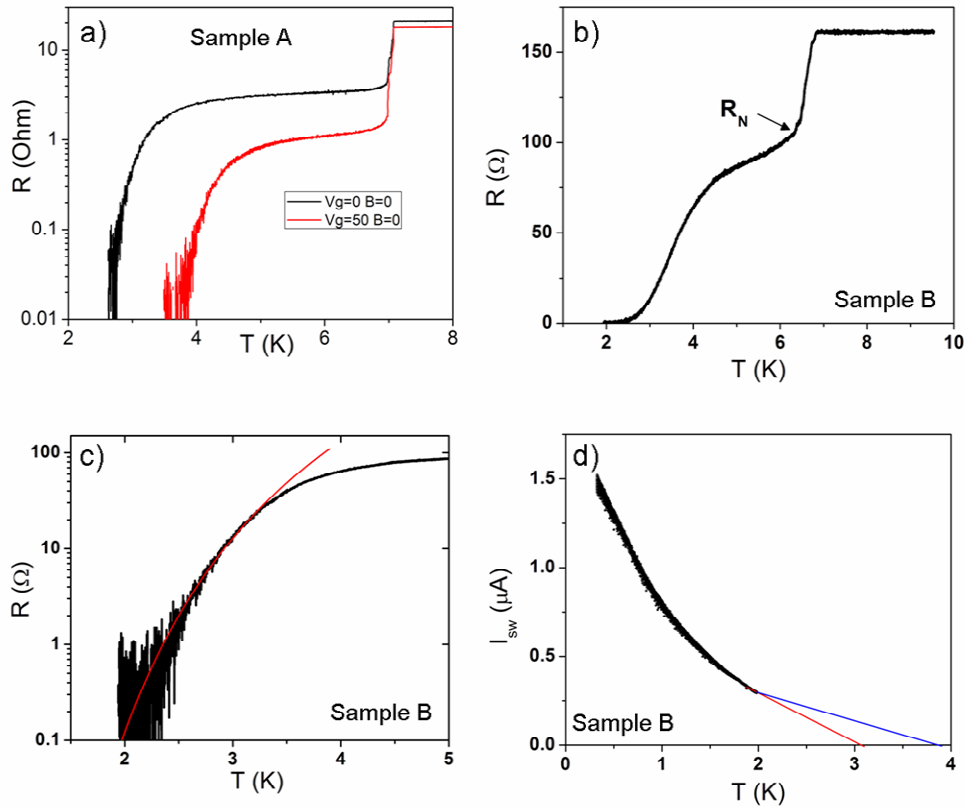 a)
Sample A
R (Ohm)
10
1
0.1
0.01
Vg=0 B=0
Vg=50 B=0
2
4
6
8
T (K)
b)
R (Ω)
150
100
50
0
R_N
Sample B
2
4
6
8
10
T (K)
c)
R (Ω)
100
10
1
0.1
Sample B
2
3
4
5
T (K)
d)
I_sw (μA)
1.5
1.0
0.5
0.0
Sample B
0
1
2
3
4
T (K)